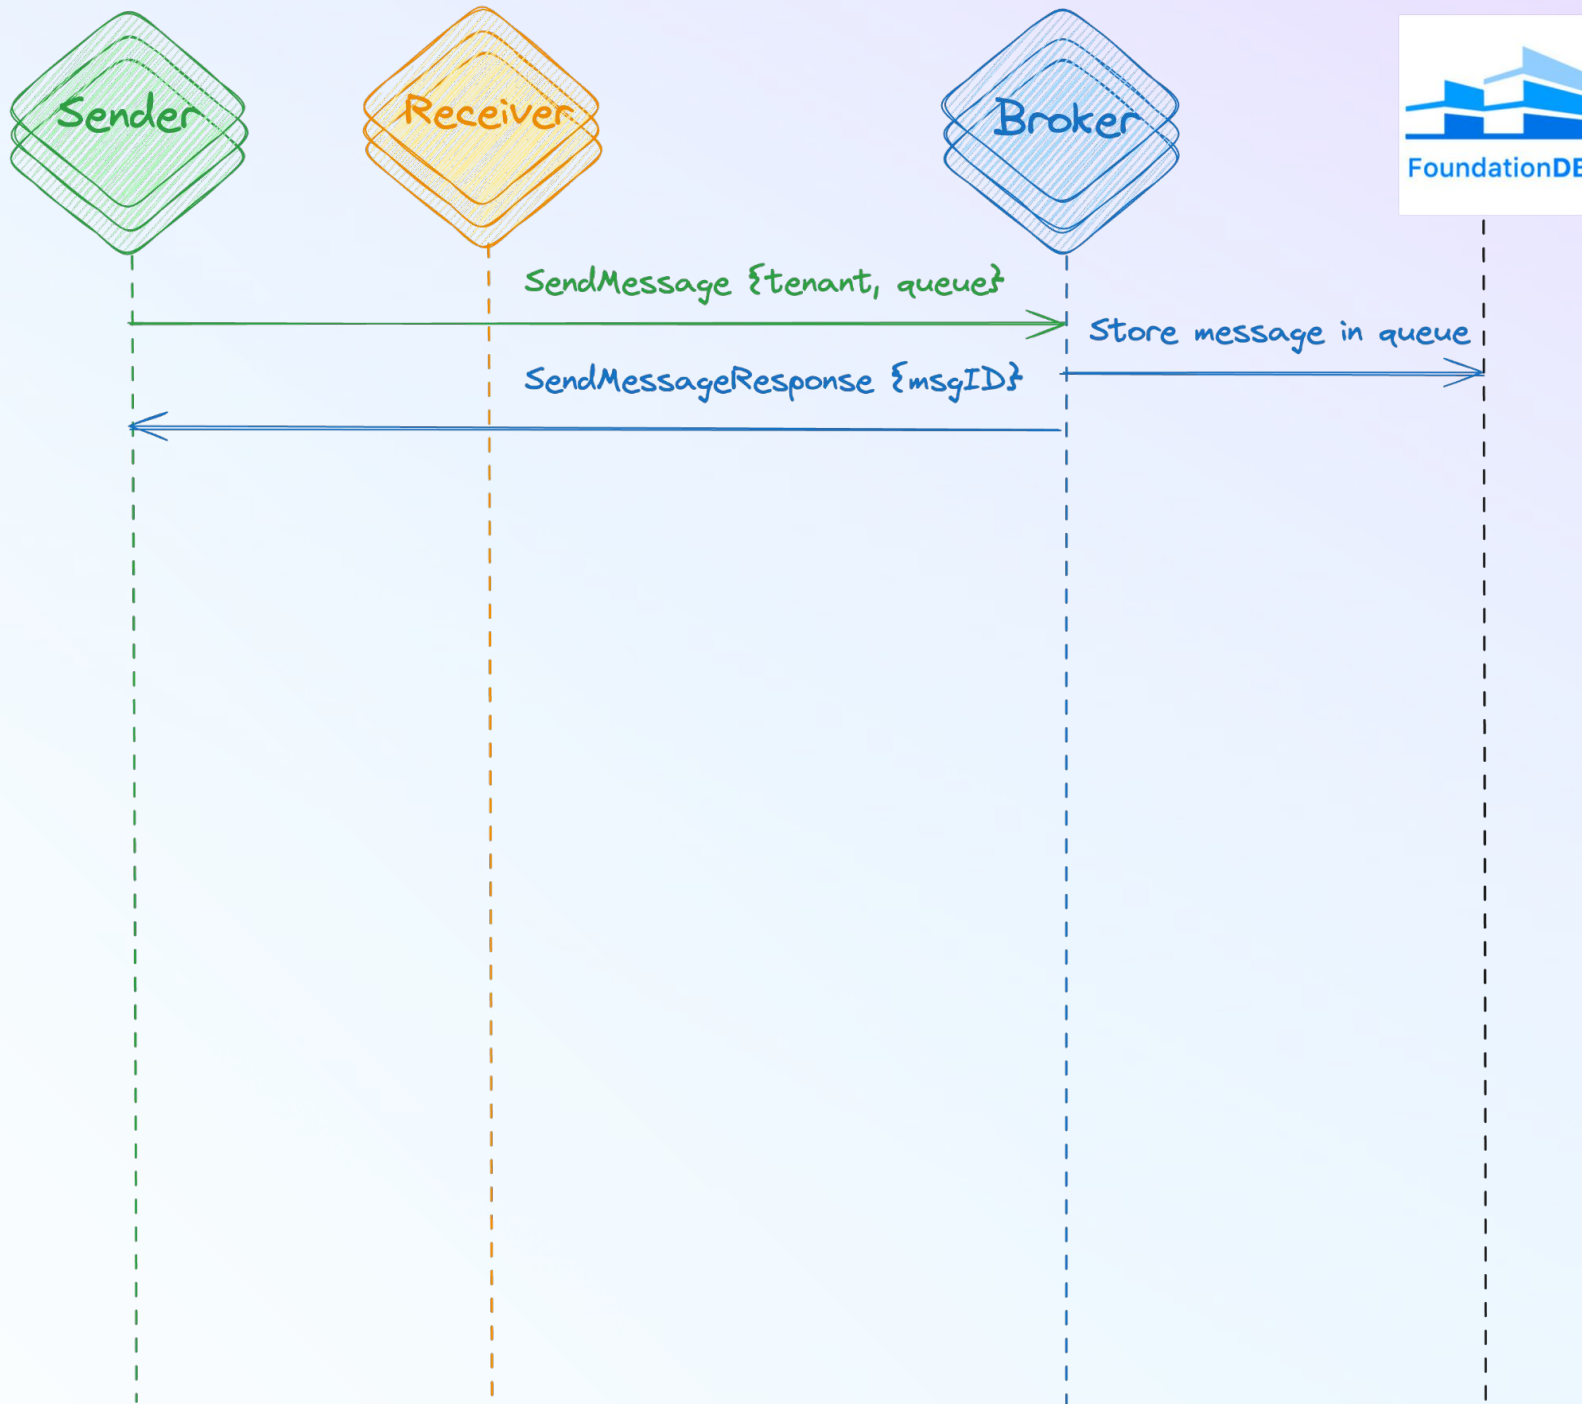 Sender
Receiver
Broker
FoundationDB
SendMessage {tenant, queue}
Store message in queue
SendMessageResponse {msgID}